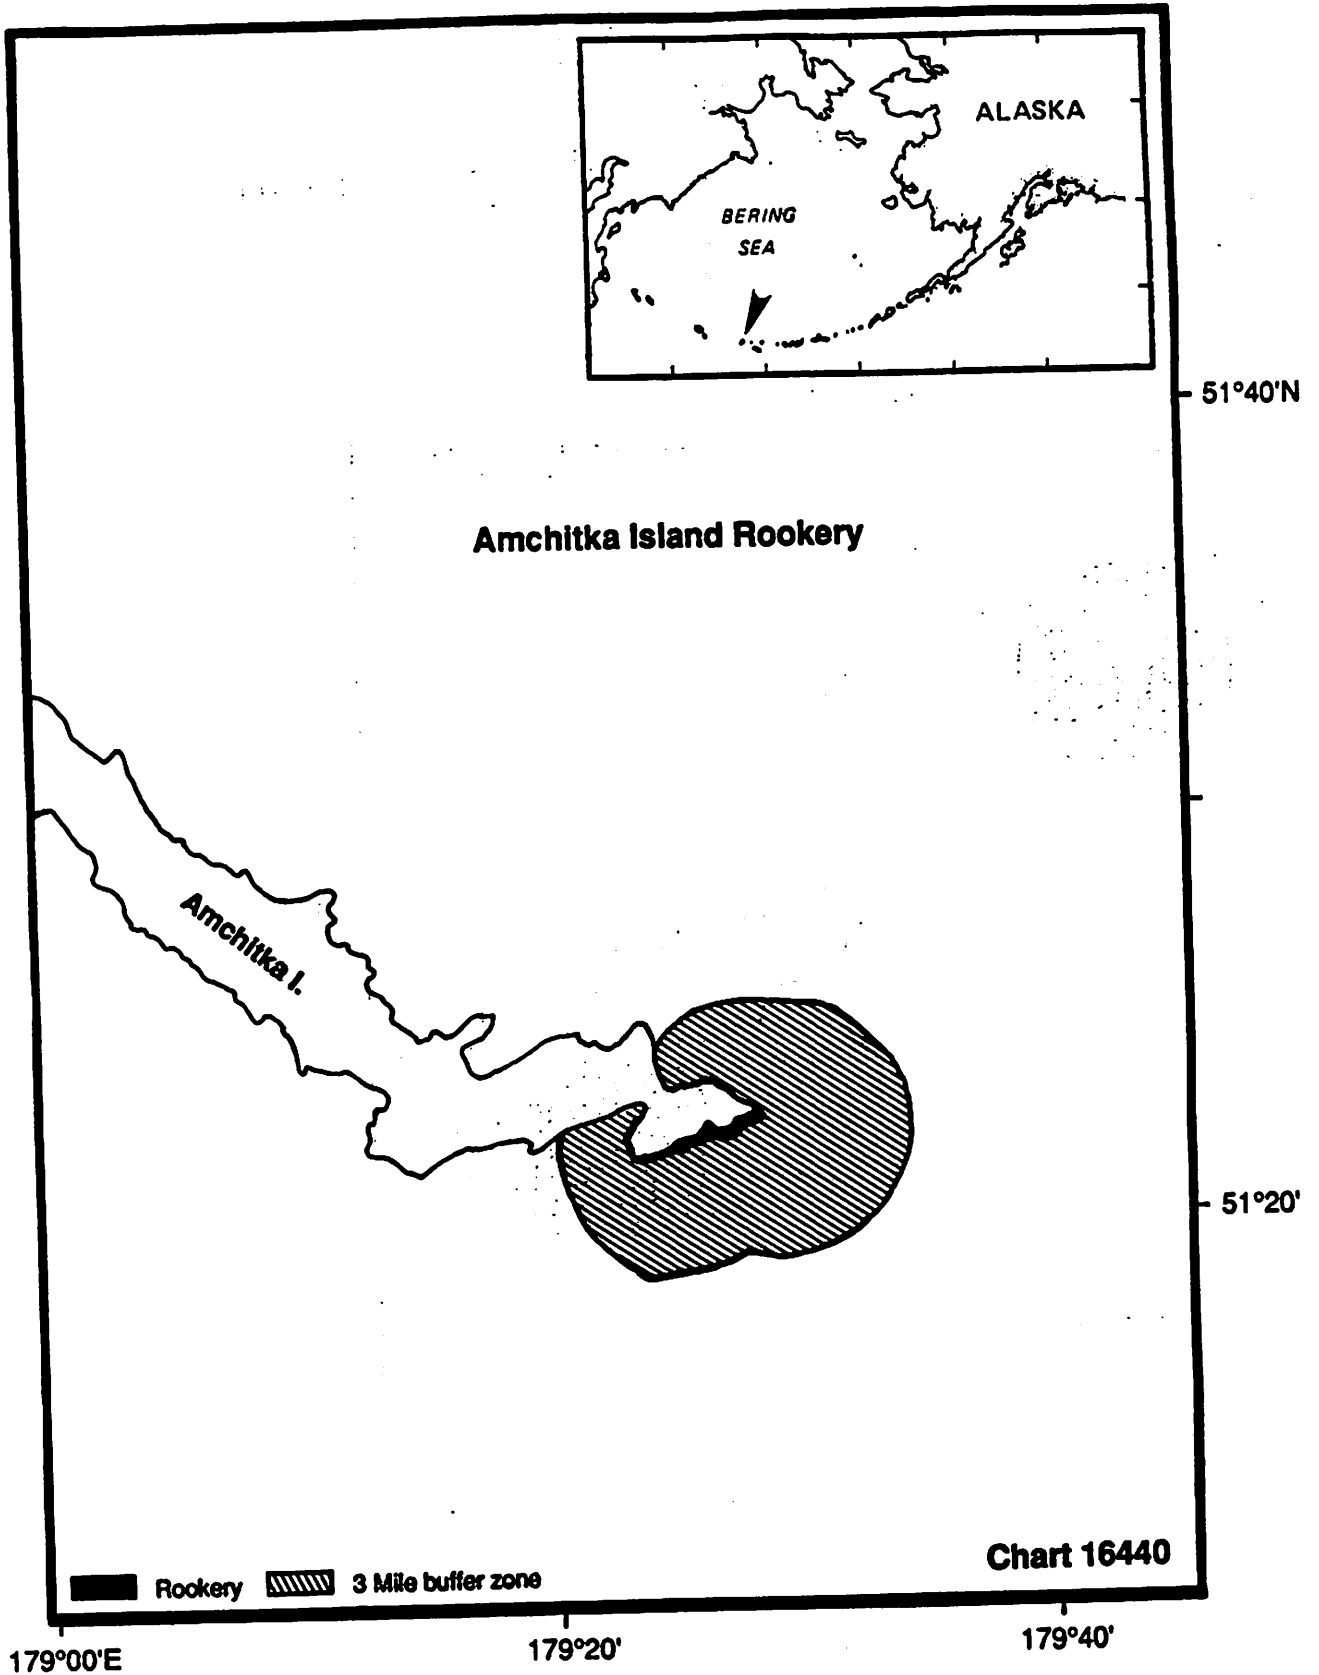 ALASKA
BERING
SEA
51°40'N
Amchitka Island Rookery
Amchitka I.
51°20'
Chart 16440
Rookery
3 Mile buffer zone
179°00'E
179°20'
179°40'